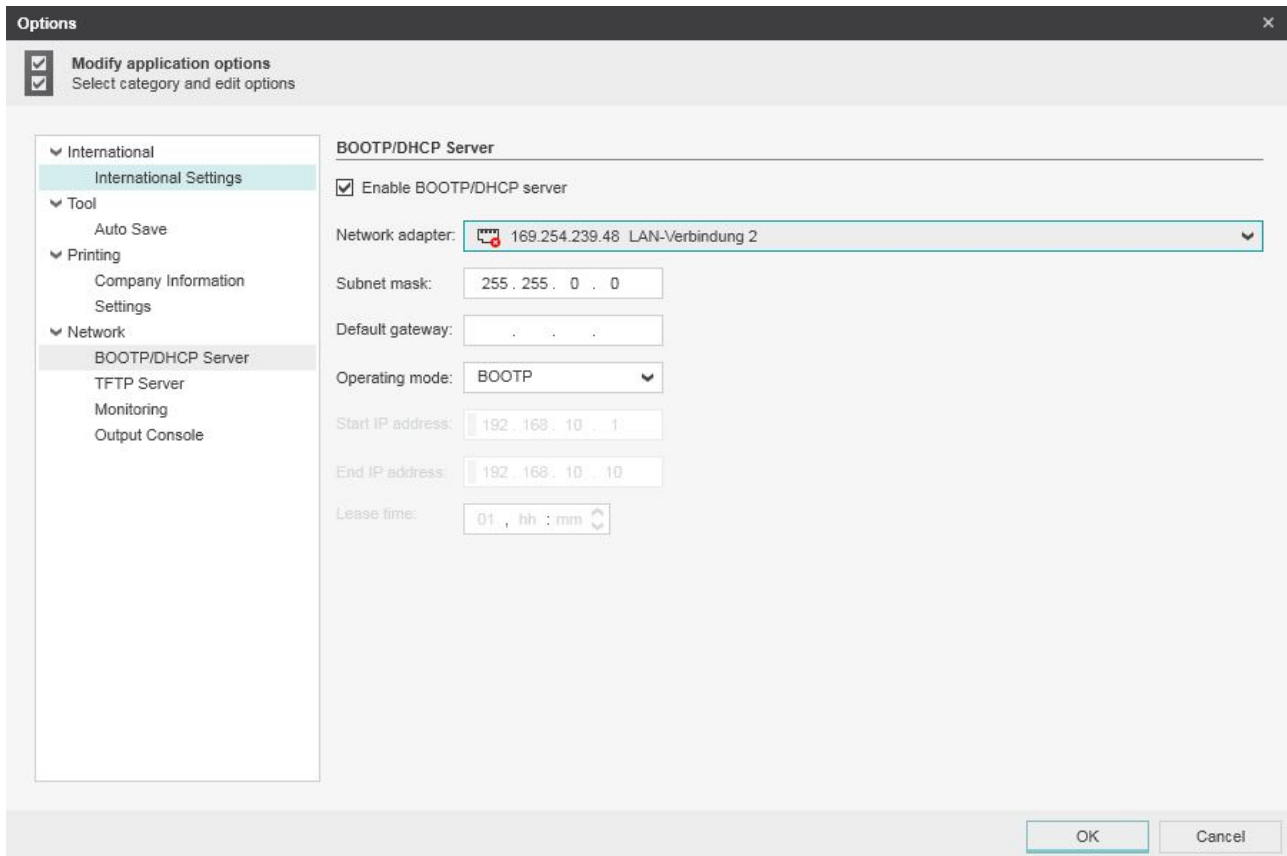 Options
Modify application options
Select category and edit options
International
International Settings
Tool
Auto Save
Printing
Company Information
Settings
Network
BOOTP/DHCP Server
TFTP Server
Monitoring
Output Console
BOOTP/DHCP Server
Enable BOOTP/DHCP server
Network adapter: 169.254.239.48 LAN-Verbindung 2
Subnet mask: 255 . 255 . 0 . 0
Default gateway: . . .
Operating mode: BOOTP
Start IP address: 192 . 168 . 10 . 1
End IP address: 192 . 168 . 10 . 10
Lease time: 01 , hh : mm
OK Cancel